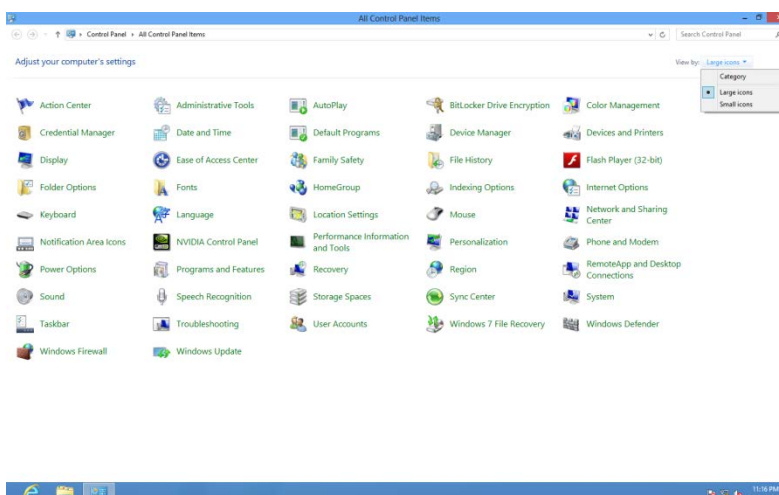 All Control Panel Items
Control Panel All Control Panel Items
Search Control Panel
Adjust your computer's settings
View by: Large icons
Category
Large icons
Small icons
Action Center Administrative Tools AutoPlay BitLocker Drive Encryption Color Management
Credential Manager Date and Time Default Programs Device Manager Devices and Printers
Display Ease of Access Center Family Safety File History Flash Player (32-bit)
Folder Options Fonts HomeGroup Indexing Options Internet Options
Keyboard Language Location Settings Mouse Network and Sharing
Center
Notification Area Icons NVIDIA Control Panel Performance Information
and Tools Personalization Phone and Modem
Power Options Programs and Features Recovery Region RemoteApp and Desktop
Connections
Sound Speech Recognition Storage Spaces Sync Center System
Taskbar Troubleshooting User Accounts Windows 7 File Recovery Windows Defender
Windows Firewall Windows Update
11:16 PM